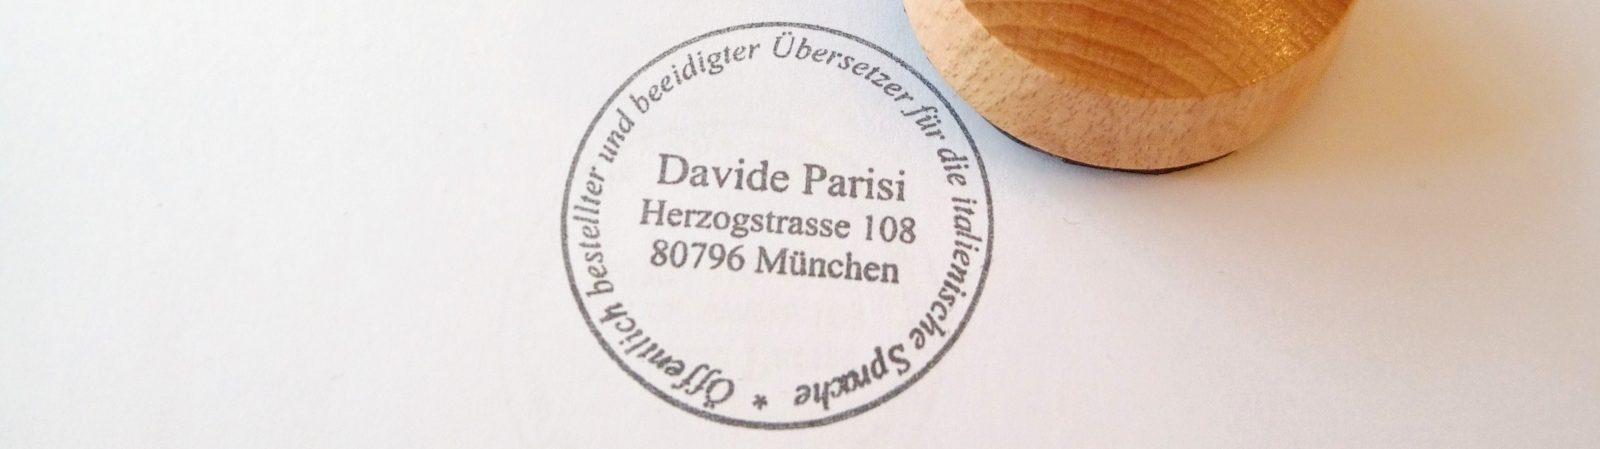 Öffentlich bestellter und beeidigter Übersetzer für die italienische Sprache *
Davide Parisi
Herzogstrasse 108
80796 München